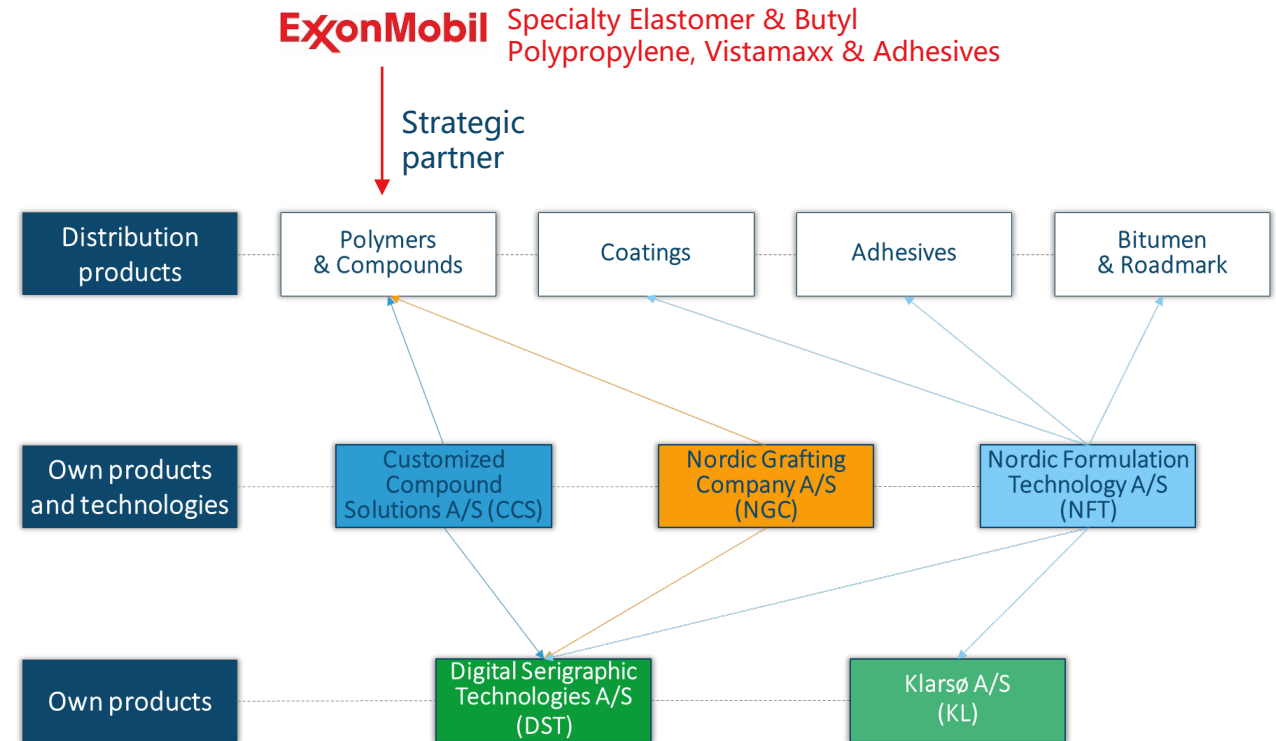 ExxonMobil
Specialty Elastomer & Butyl
Polypropylene, Vistamaxx & Adhesives
Strategic
partner
Distribution
products
Polymers
& Compounds
Coatings
Adhesives
Bitumen
& Roadmark
Own products
and technologies
Customized
Compound
Solutions A/S (CCS)
Nordic Grafting
Company A/S
(NGC)
Nordic Formulation
Technology A/S
(NFT)
Own products
Digital Serigraphic
Technologies A/S
(DST)
Klarsø A/S
(KL)